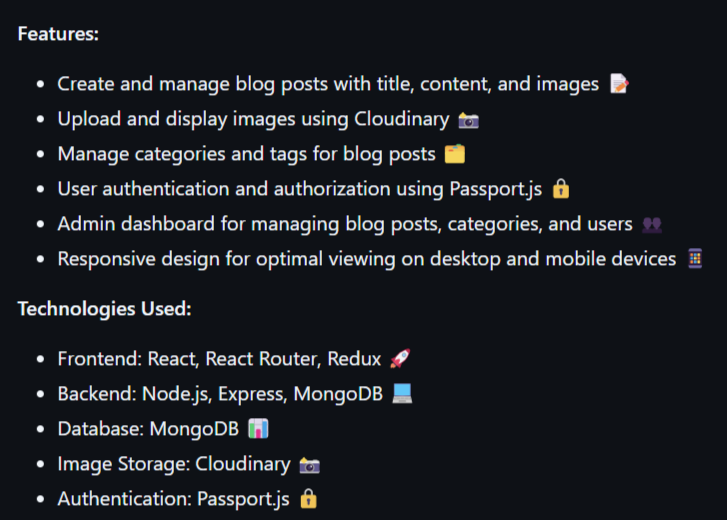 Features:
Create and manage blog posts with title, content, and images 📝
Upload and display images using Cloudinary 📷
Manage categories and tags for blog posts 🗂️
User authentication and authorization using Passport.js 🔒
Admin dashboard for managing blog posts, categories, and users 👥
Responsive design for optimal viewing on desktop and mobile devices 📱
Technologies Used:
Frontend: React, React Router, Redux 🚀
Backend: Node.js, Express, MongoDB 💻
Database: MongoDB 📊
Image Storage: Cloudinary 📷
Authentication: Passport.js 🔒